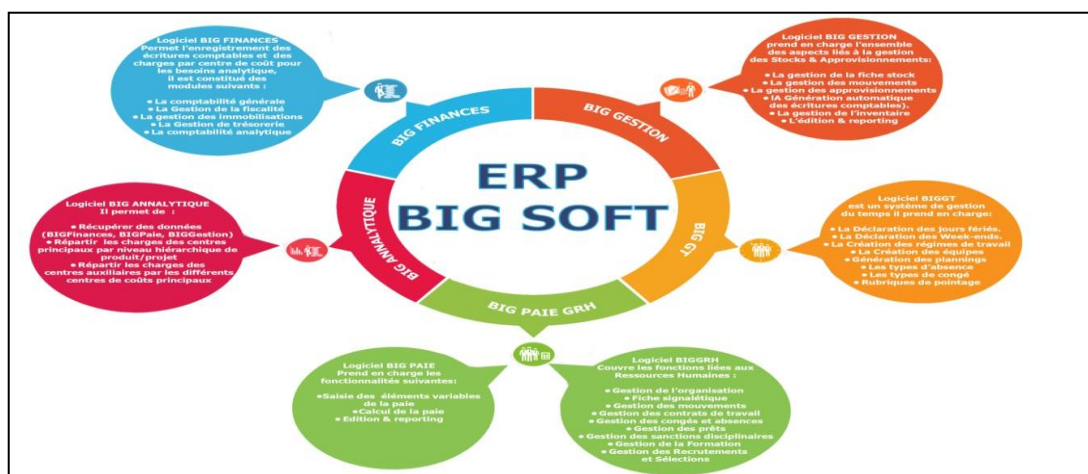 Logiciel BIG FINANCES
Permet l'enregistrement des
écritures comptables et des
charges par centre de coût pour
les besoins analytique,
il est constitué des
modules suivants :
• La comptabilité générale
• La Gestion de la fiscalité
• La gestion des immobilisations
• La Gestion de trésorerie
• La comptabilité analytique
Logiciel BIG GESTION
prend en charge l'ensemble
des aspects liés à la gestion
des Stocks & Approvisionnements:
• La gestion de la fiche stock
• La gestion des mouvements
• La gestion des approvisionnements
• lA Génération automatique
des écritures comptables).
• La gestion de l'inventaire
• L'édition & reporting
BIG FINANCES
BIG GESTION
ERP
BIG SOFT
BIG ANALYTIQUE
BIG GT
BIG PAIE GRH
Logiciel BIG ANNALYTIQUE
Il permet de :
• Récupérer des données
(BIGFinances, BIGPaie, BIGGestion)
• Répartir les charges des centres
principaux par niveau hiérarchique de
produit/projet
• Répartir les charges des
centres auxiliaires par les différents
centres de coûts principaux
Logiciel BIGGT
est un système de gestion
du temps il prend en charge:
• La Déclaration des jours fériés.
• La Déclaration des Week-ends.
• La Création des régimes de travail
• La Création des équipes
• Génération des plannings
• Les types d'absence
• Les types de congé
• Rubriques de pointage
Logiciel BIG PAIE
Prend en charge les
fonctionnalités suivantes:
•Saisie des éléments variables
de la paie
•Calcul de la paie
• Edition & reporting
Logiciel BIGGRH
Couvre les fonctions liées aux
Ressources Humaines :
• Gestion de l'organisation
• Fiche signalétique
• Gestion des mouvements
• Gestion des contrats de travail
• Gestion des congés et absences
• Gestion des prêts
• Gestion des sanctions disciplinaires
• Gestion de la Formation
• Gestion des Recrutements
et Sélections